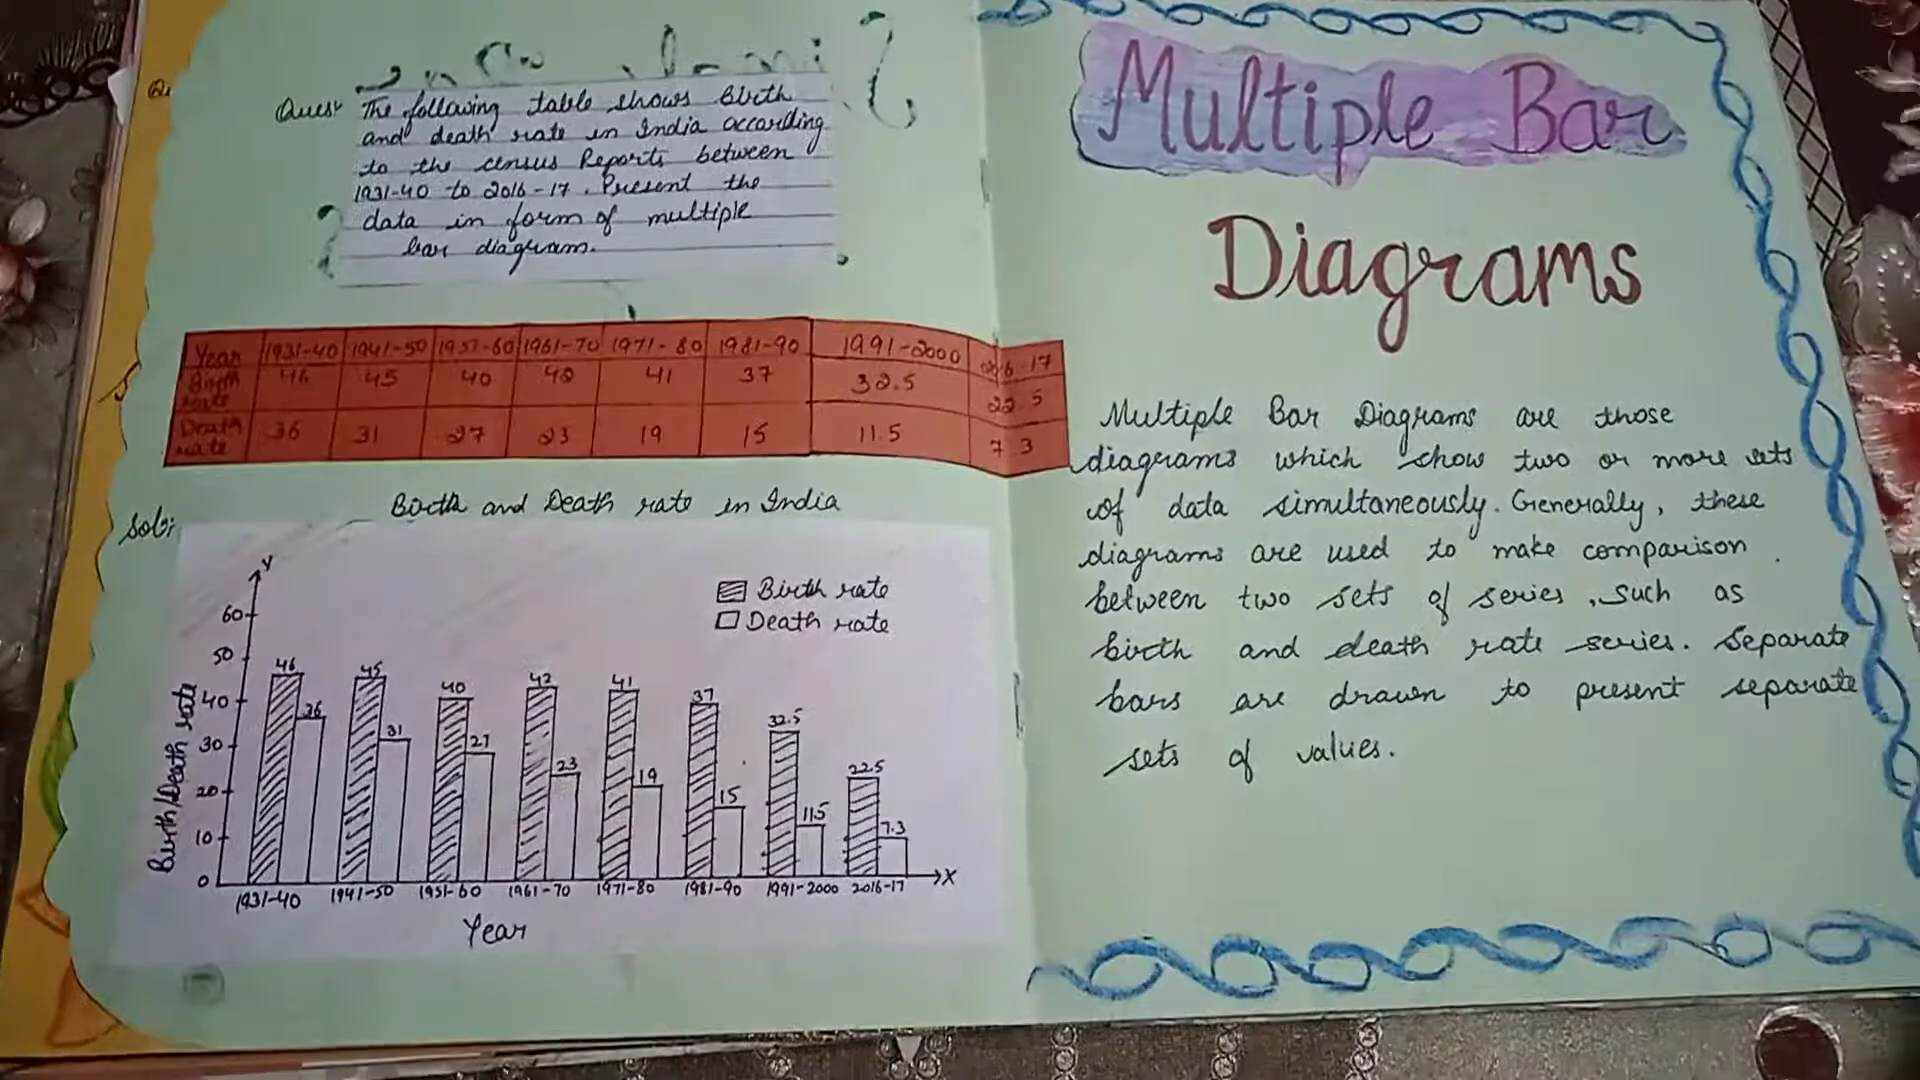 Ques: The following table shows Birth
and death rate in India according
to the census Reports between
1931-40 to 2016-17. Present the
data in form of multiple
bar diagram.
Year 1931-40 1941-50 1951-60 1961-70 1971-80 1981-90 1991-2000 2016-17
Birth rate 46 45 40 42 41 37 32.5 22.5
Death rate 36 31 27 23 19 15 11.5 7.3
Birth and Death rate in India
Sol:
Y
Birth rate
Death rate
60
50
40
30
20
10
0
Birth/Death rate
46 36
45 31
40 27
42 23
41 19
37 15
32.5 11.5
22.5 7.3
X
1931-40 1941-50 1951-60 1961-70 1971-80 1981-90 1991-2000 2016-17
Year
Multiple Bar
Diagrams
Multiple Bar Diagrams are those
diagrams which show two or more sets
of data simultaneously. Generally, these
diagrams are used to make comparison
between two sets of series, such as
birth and death rate series. Separate
bars are drawn to present separate
sets of values.